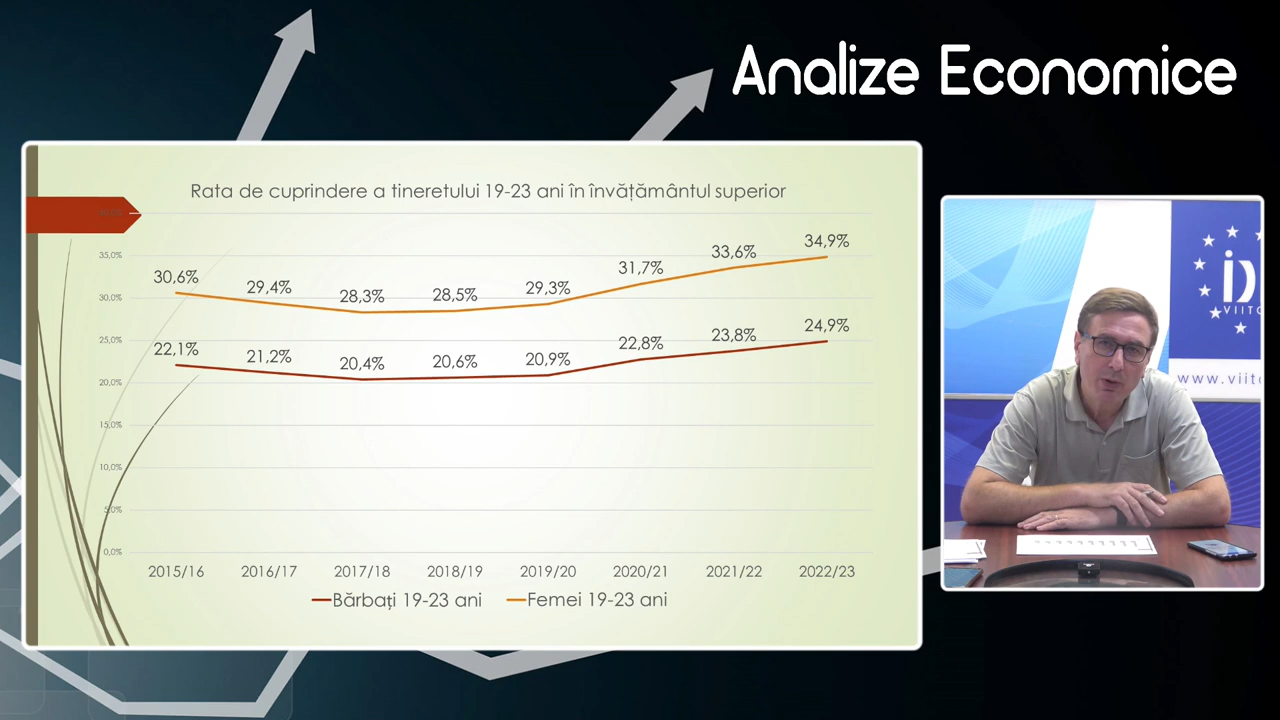 Analize Economice
Rata de cuprindere a tineretului 19-23 ani în învățământul superior
35,0%
30,0%
25,0%
20,0%
15,0%
10,0%
5,0%
0,0%
30,6% 29,4% 28,3% 28,5% 29,3% 31,7% 33,6% 34,9%
22,1% 21,2% 20,4% 20,6% 20,9% 22,8% 23,8% 24,9%
2015/16 2016/17 2017/18 2018/19 2019/20 2020/21 2021/22 2022/23
Bărbați 19-23 ani Femei 19-23 ani
www.viito